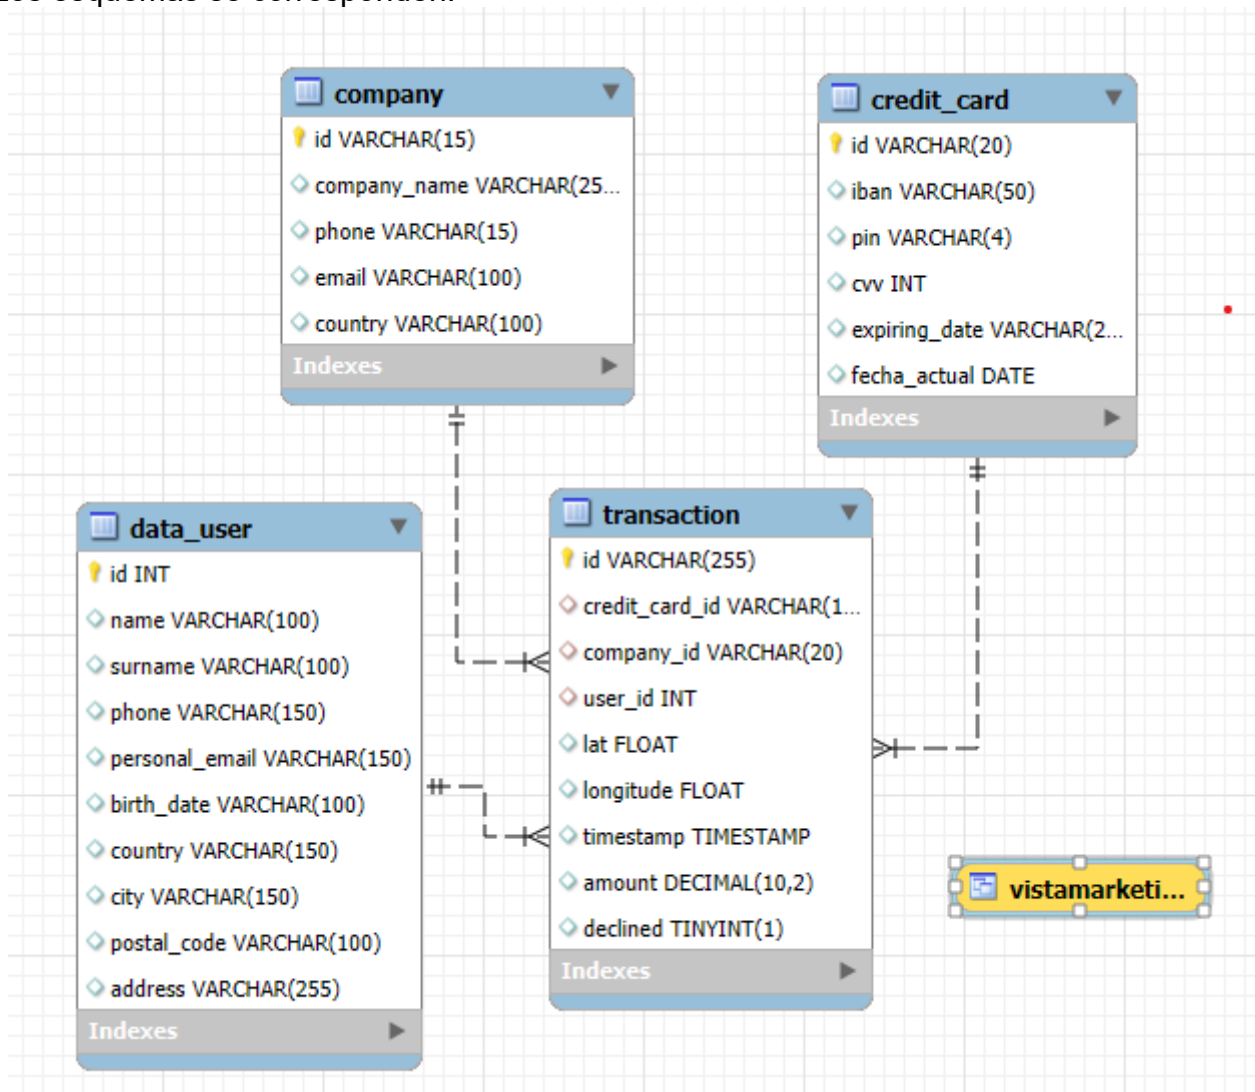 company
id VARCHAR(15)
company_name VARCHAR(25...
phone VARCHAR(15)
email VARCHAR(100)
country VARCHAR(100)
Indexes
credit_card
id VARCHAR(20)
iban VARCHAR(50)
pin VARCHAR(4)
cvv INT
expiring_date VARCHAR(2...
fecha_actual DATE
Indexes
data_user
id INT
name VARCHAR(100)
surname VARCHAR(100)
phone VARCHAR(150)
personal_email VARCHAR(150)
birth_date VARCHAR(100)
country VARCHAR(150)
city VARCHAR(150)
postal_code VARCHAR(100)
address VARCHAR(255)
Indexes
transaction
id VARCHAR(255)
credit_card_id VARCHAR(1...
company_id VARCHAR(20)
user_id INT
lat FLOAT
longitude FLOAT
timestamp TIMESTAMP
amount DECIMAL(10,2)
declined TINYINT(1)
Indexes
vistamarketi...